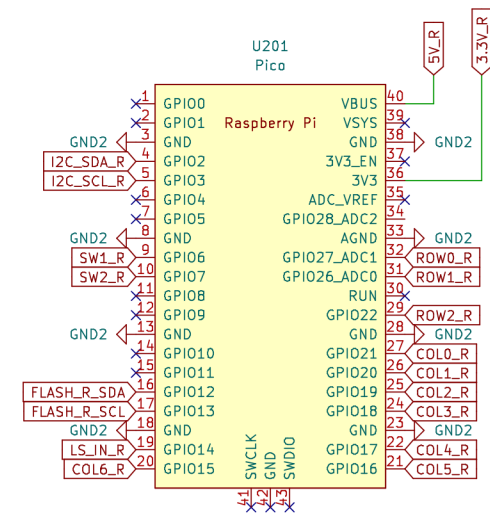 5V_R
3.3V_R
U201
Pico
Raspberry Pi
1 GPIO0 VBUS 40
2 GPIO1 VSYS 39
GND2 3 GND GND 38 GND2
I2C_SDA_R 4 GPIO2 3V3_EN 37
I2C_SCL_R 5 GPIO3 3V3 36
6 GPIO4 ADC_VREF 35
7 GPIO5 GPIO28_ADC2 34
GND2 8 GND AGND 33 GND2
SW1_R 9 GPIO6 GPIO27_ADC1 32 ROW0_R
SW2_R 10 GPIO7 GPIO26_ADC0 31 ROW1_R
11 GPIO8 RUN 30
12 GPIO9 GPIO22 29 ROW2_R
GND2 13 GND GND 28 GND2
14 GPIO10 GPIO21 27 COL0_R
15 GPIO11 GPIO20 26 COL1_R
FLASH_R_SDA 16 GPIO12 GPIO19 25 COL2_R
FLASH_R_SCL 17 GPIO13 GPIO18 24 COL3_R
GND2 18 GND GND 23 GND2
LS_IN_R 19 GPIO14 GPIO17 22 COL4_R
COL6_R 20 GPIO15 GPIO16 21 COL5_R
SWCLK GND SWDIO
41 42 43